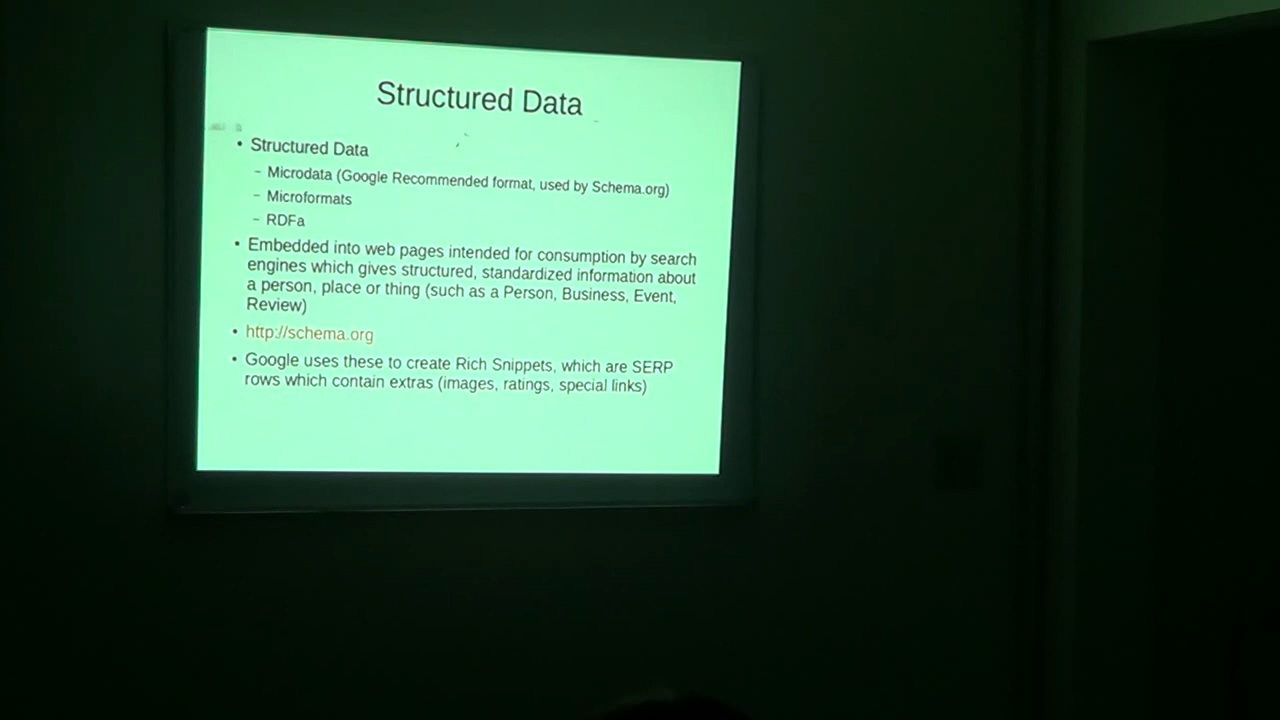 Structured Data
• Structured Data
– Microdata (Google Recommended format, used by Schema.org)
– Microformats
– RDFa
• Embedded into web pages intended for consumption by search
engines which gives structured, standardized information about
a person, place or thing (such as a Person, Business, Event,
Review)
• http://schema.org
• Google uses these to create Rich Snippets, which are SERP
rows which contain extras (images, ratings, special links)